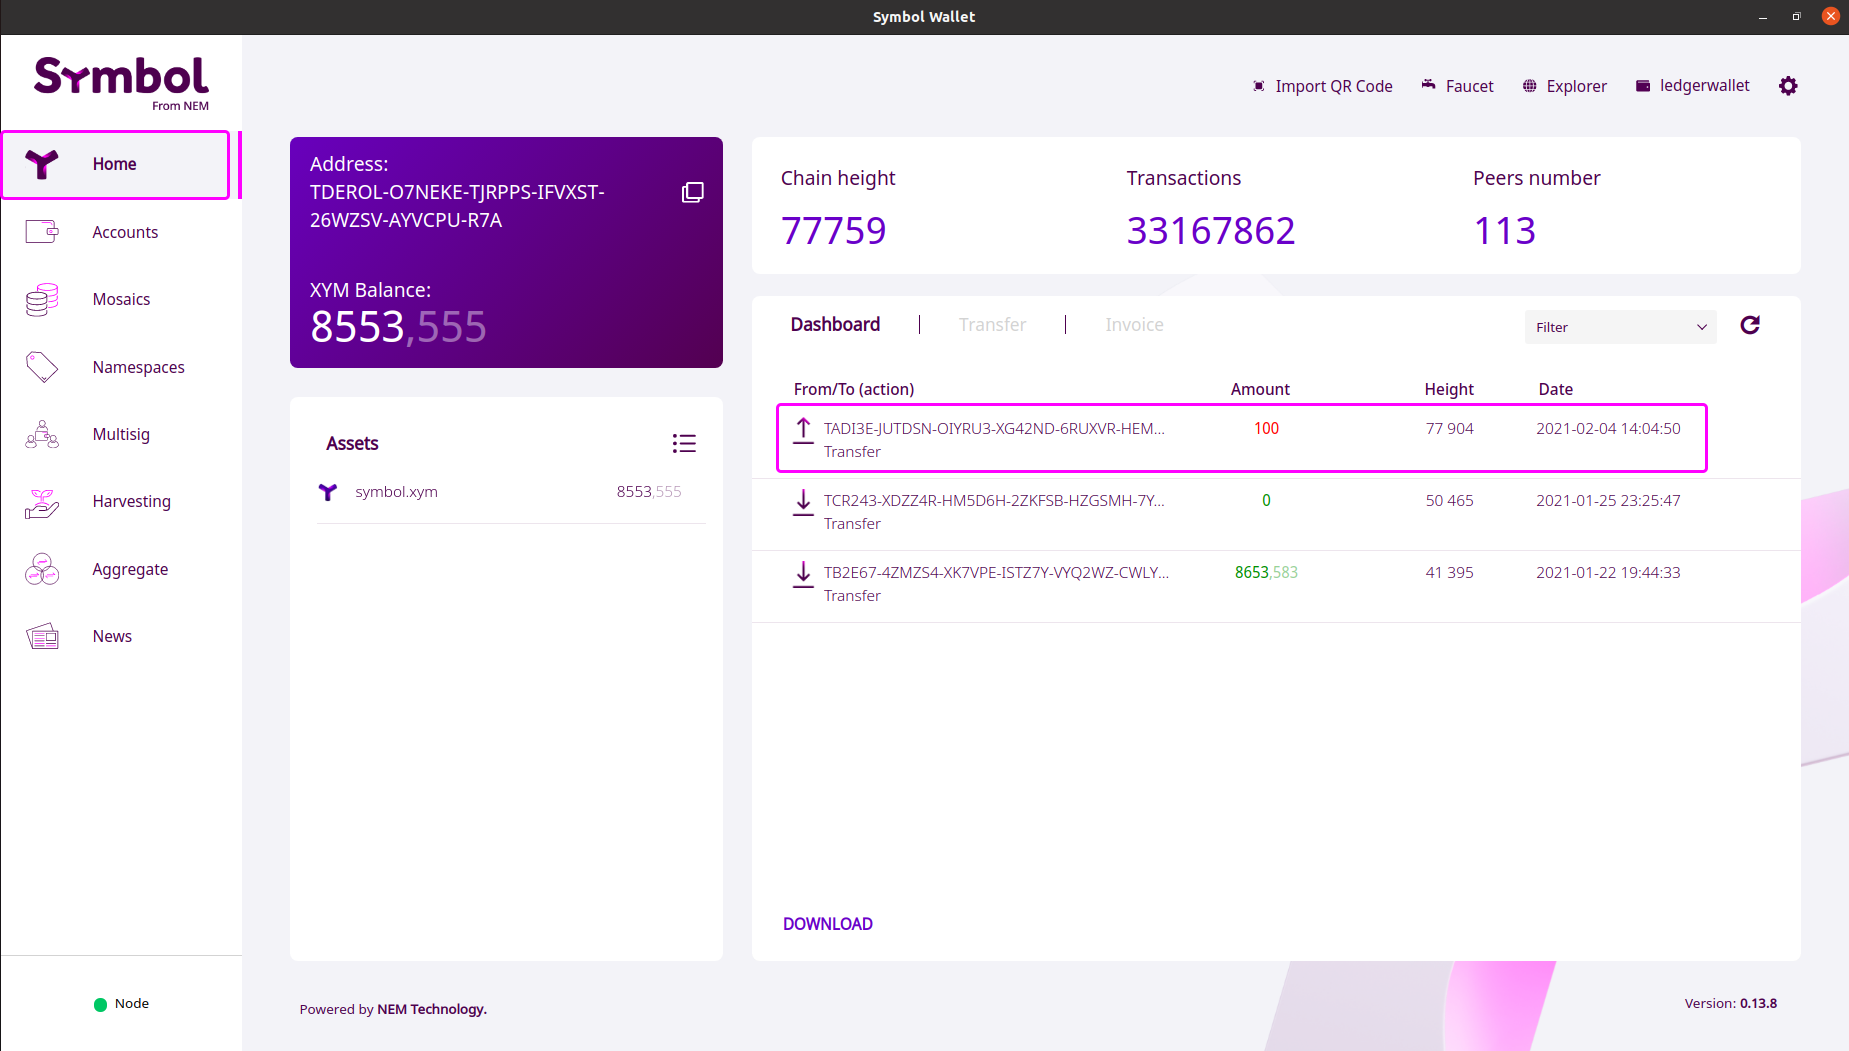 Symbol Wallet
Symbol
From NEM
Import QR Code
Faucet
Explorer
ledgerwallet
Home
Accounts
Mosaics
Namespaces
Multisig
Harvesting
Aggregate
News
Node
Address:
TDEROL-O7NEKE-TJRPPS-IFVXST-
26WZSV-AYVCPU-R7A
XYM Balance:
8553,555
Assets
symbol.xym 8553,555
Chain height Transactions Peers number
77759 33167862 113
Dashboard | Transfer | Invoice
Filter
From/To (action) Amount Height Date
TADI3E-JUTDSN-OIYRU3-XG42ND-6RUXVR-HEM... 100 77 904 2021-02-04 14:04:50
Transfer
TCR243-XDZZ4R-HM5D6H-2ZKFSB-HZGSMH-7Y... 0 50 465 2021-01-25 23:25:47
Transfer
TB2E67-4ZMZS4-XK7VPE-ISTZ7Y-VYQ2WZ-CWLY... 8653,583 41 395 2021-01-22 19:44:33
Transfer
DOWNLOAD
Powered by NEM Technology.
Version: 0.13.8